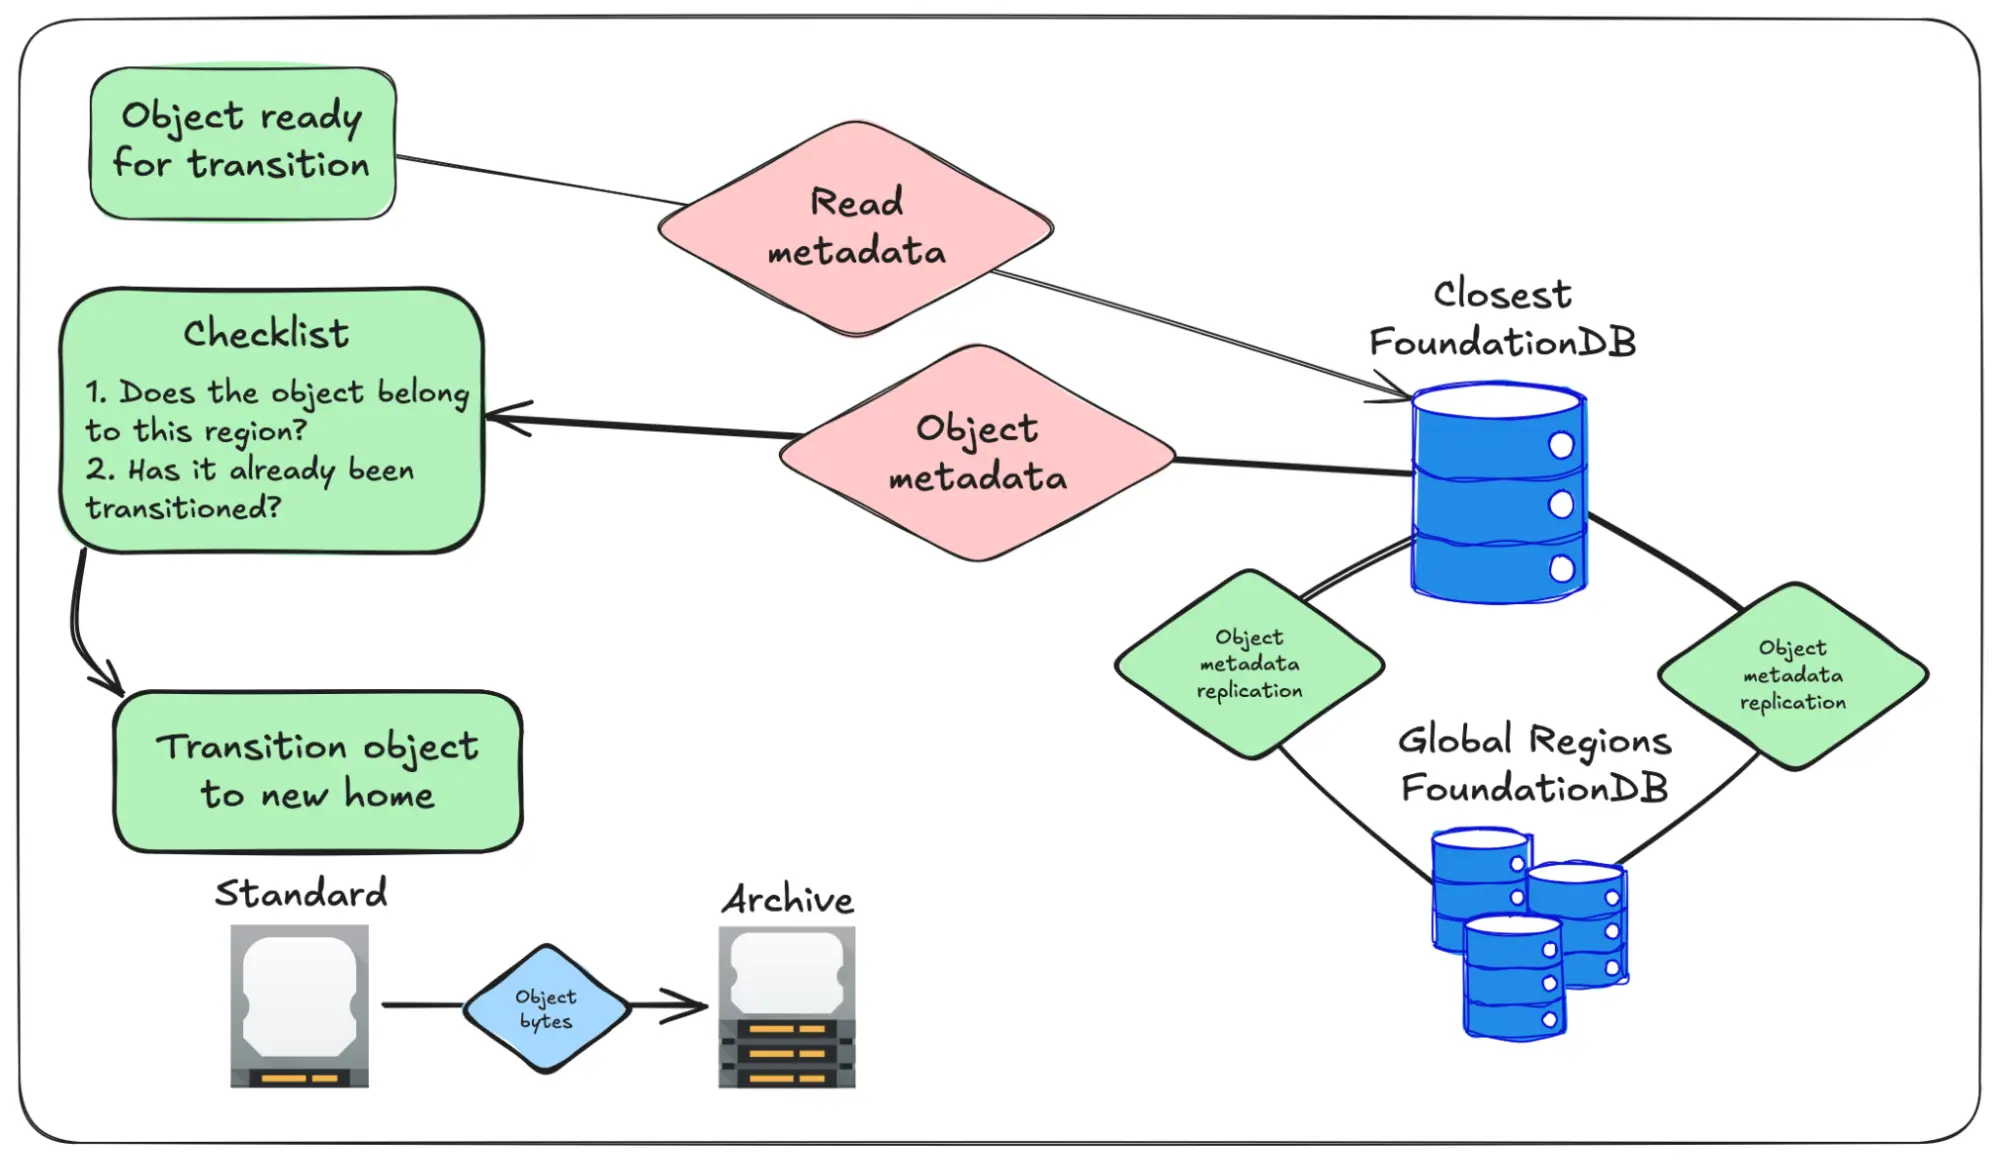 Object ready
for transition
Read
metadata
Closest
FoundationDB
Checklist
1. Does the object belong
to this region?
2. Has it already been
transitioned?
Object
metadata
Object
metadata
replication
Object
metadata
replication
Transition object
to new home
Global Regions
FoundationDB
Standard
Archive
Object
bytes